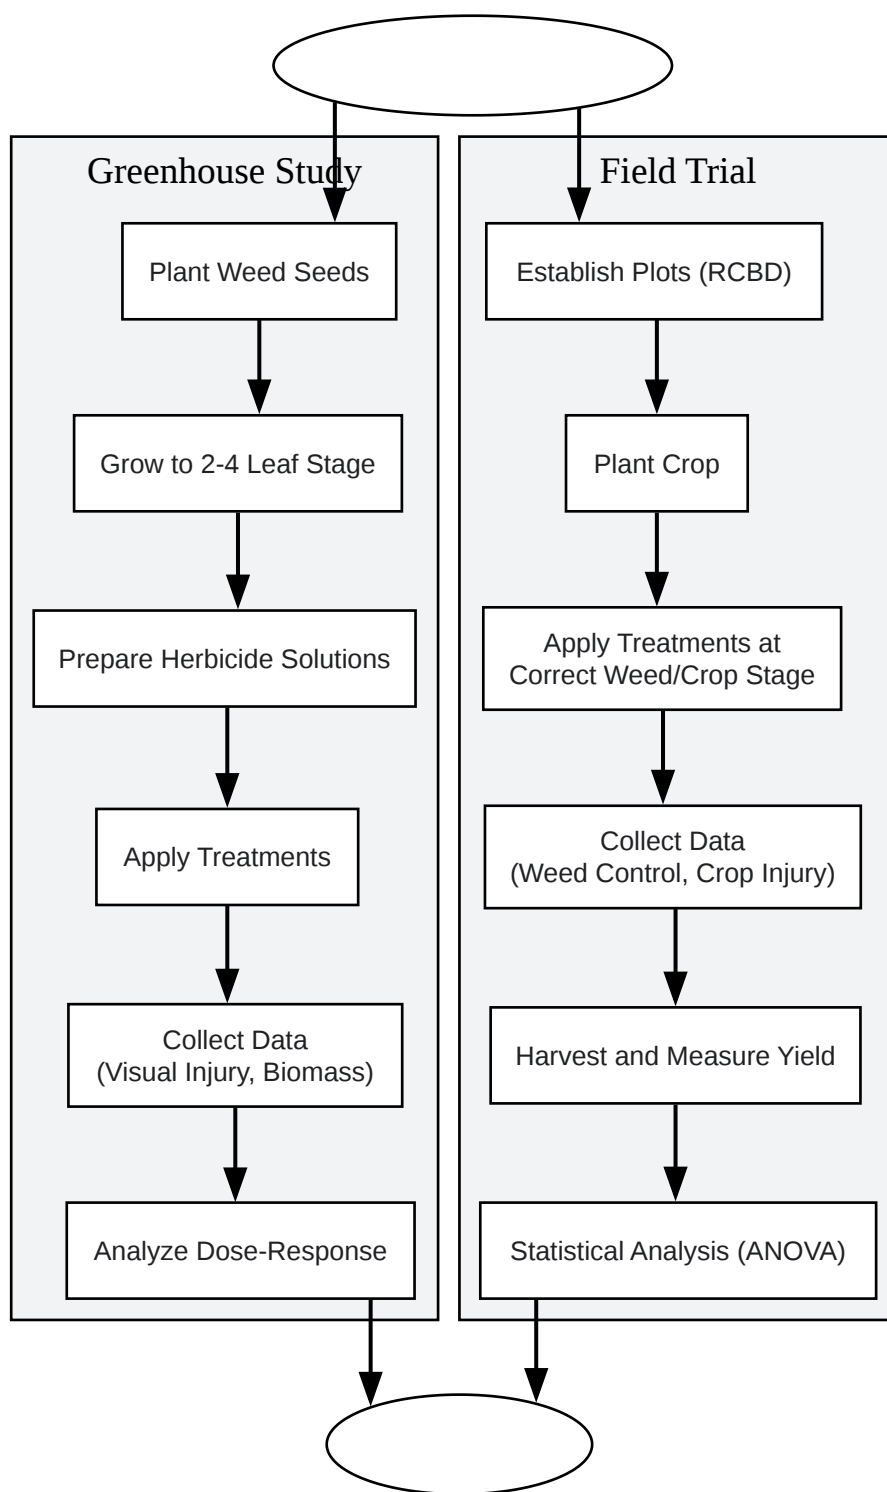 Greenhouse Study
Plant Weed Seeds
Grow to 2-4 Leaf Stage
Prepare Herbicide Solutions
Apply Treatments
Collect Data
(Visual Injury, Biomass)
Analyze Dose-Response
Field Trial
Establish Plots (RCBD)
Plant Crop
Apply Treatments at
Correct Weed/Crop Stage
Collect Data
(Weed Control, Crop Injury)
Harvest and Measure Yield
Statistical Analysis (ANOVA)